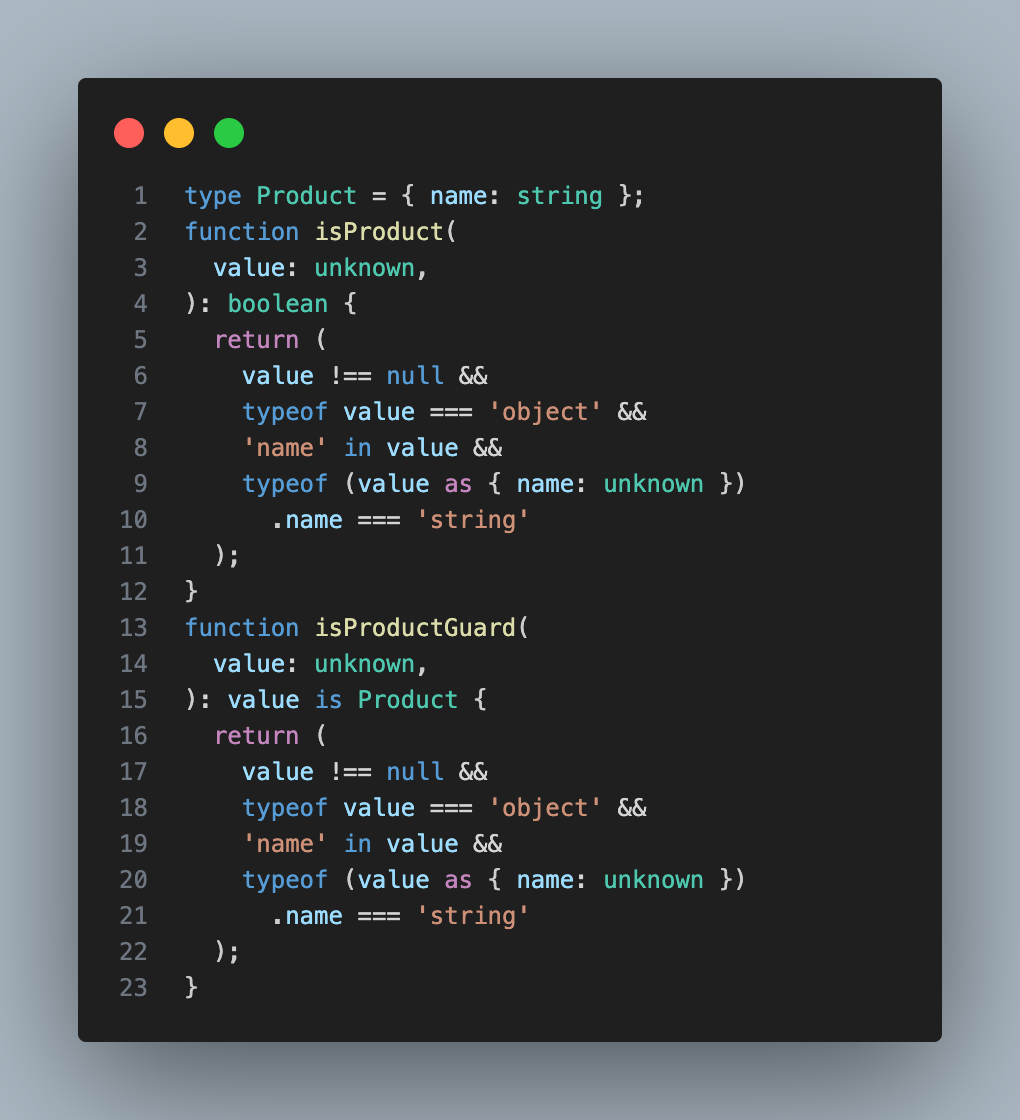 1 type Product = { name: string };
2 function isProduct(
3   value: unknown,
4 ): boolean {
5   return (
6     value !== null &&
7     typeof value === 'object' &&
8     'name' in value &&
9     typeof (value as { name: unknown })
10       .name === 'string'
11   );
12 }
13 function isProductGuard(
14   value: unknown,
15 ): value is Product {
16   return (
17     value !== null &&
18     typeof value === 'object' &&
19     'name' in value &&
20     typeof (value as { name: unknown })
21       .name === 'string'
22   );
23 }